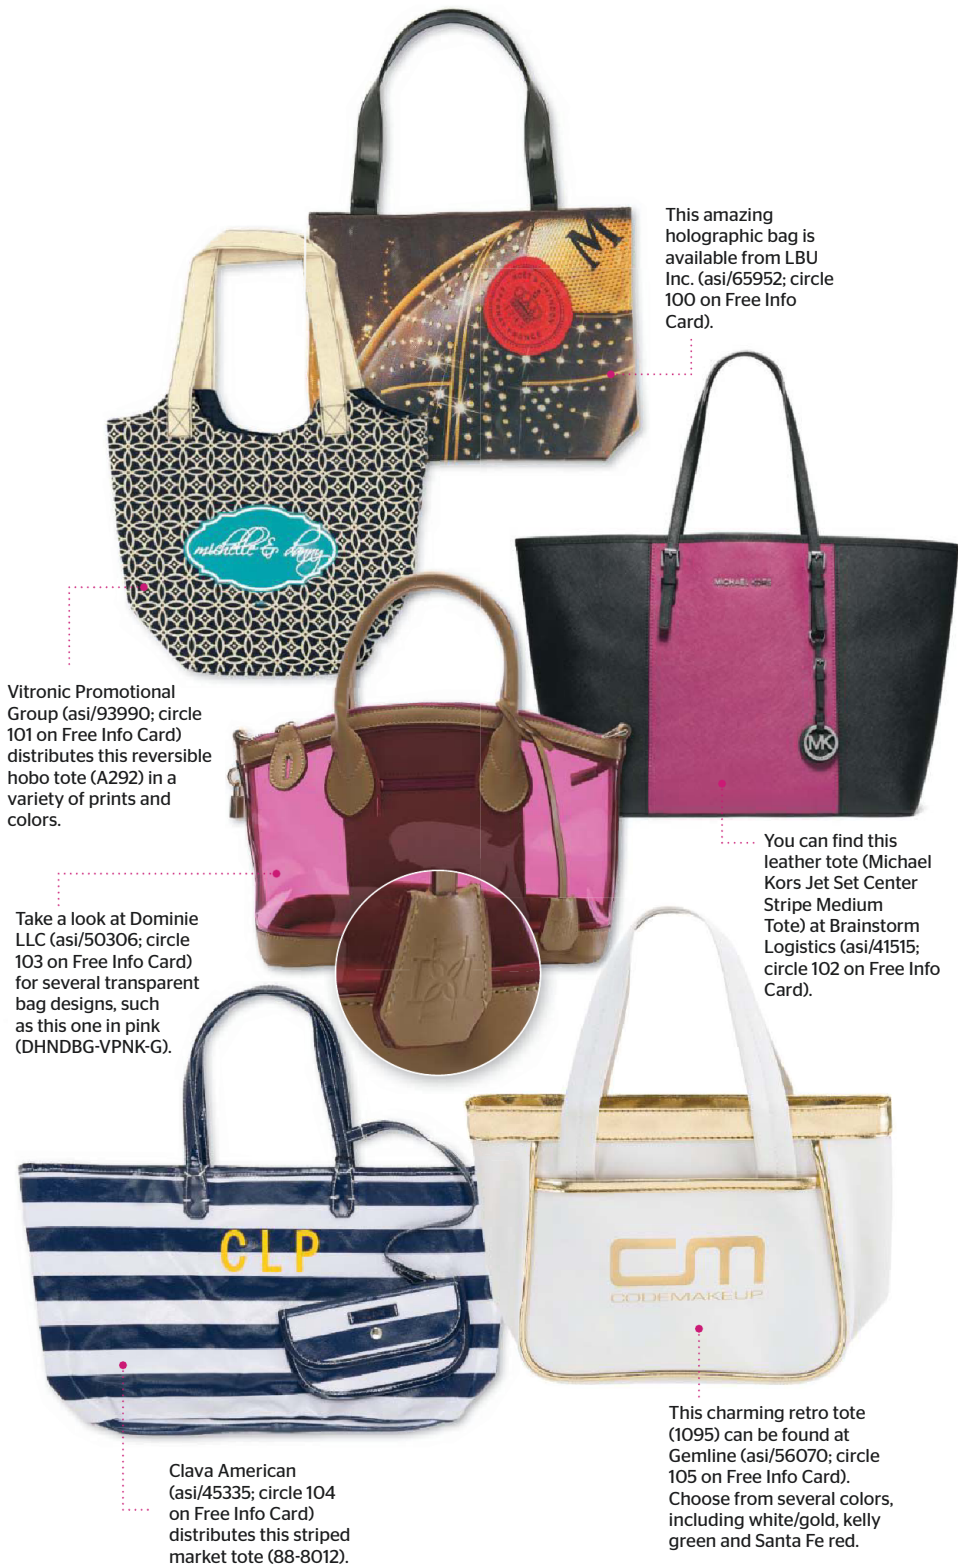 This amazing
holographic bag is
available from LBU
Inc. (asi/65952; circle
100 on Free Info
Card).
M
MOËT & CHANDON
FRANCE
michelle & danny
MICHAEL KORS
MK
Vitronic Promotional
Group (asi/93990; circle
101 on Free Info Card)
distributes this reversible
hobo tote (A292) in a
variety of prints and
colors.
You can find this
leather tote (Michael
Kors Jet Set Center
Stripe Medium
Tote) at Brainstorm
Logistics (asi/41515;
circle 102 on Free Info
Card).
Take a look at Dominie
LLC (asi/50306; circle
103 on Free Info Card)
for several transparent
bag designs, such
as this one in pink
(DHNDBG-VPNK-G).
CLP
CM
CODEMAKEUP
This charming retro tote
(1095) can be found at
Gemline (asi/56070; circle
105 on Free Info Card).
Choose from several colors,
including white/gold, kelly
green and Santa Fe red.
Clava American
(asi/45335; circle 104
on Free Info Card)
distributes this striped
market tote (88-8012).